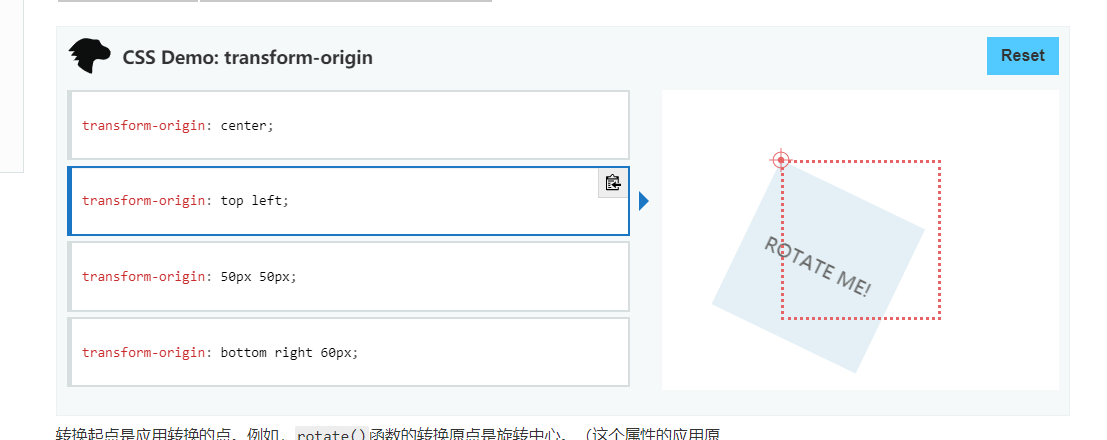 CSS Demo: transform-origin
Reset
transform-origin: center;
transform-origin: top left;
transform-origin: 50px 50px;
transform-origin: bottom right 60px;
ROTATE ME!
转换起点是应用转换的点。例如，rotate()函数的转换原点是旋转中心。（这个属性的应用原